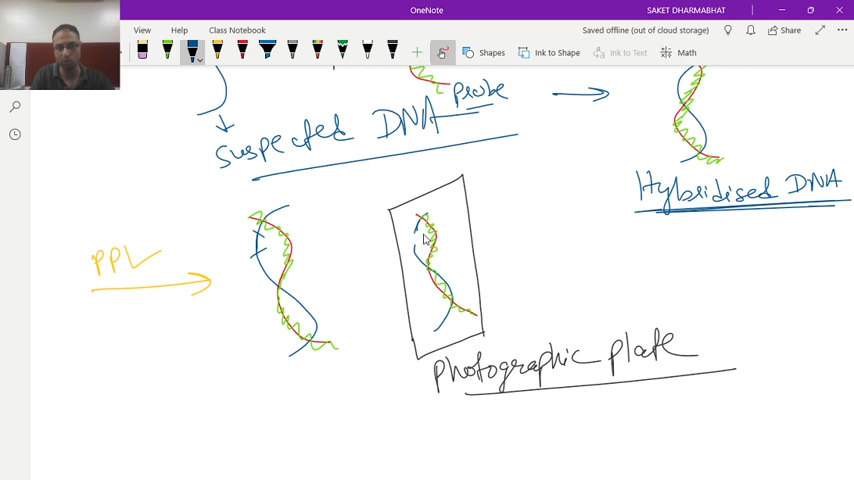 OneNote
SAKET DHARMABHAT
View Help Class Notebook
Saved offline (out of cloud storage)
Share
Shapes
Ink to Shape
Ink to Text
Math
probe
suspected DNA
Hybridised DNA
PPL
photographic plate